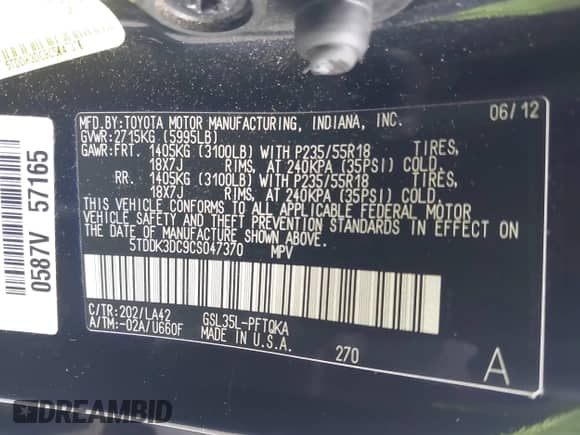 5TDDK3DC9CS047370
0587V 57165
MFD.BY:TOYOTA MOTOR MANUFACTURING, INDIANA, INC. 06/12
GVWR:2715KG (5995LB)
GAWR:FRT. 1405KG (3100LB) WITH P235/55R18 TIRES,
18X7J RIMS, AT 240KPA (35PSI) COLD.
RR. 1405KG (3100LB) WITH P235/55R18 TIRES,
18X7J RIMS, AT 240KPA (35PSI) COLD.
THIS VEHICLE CONFORMS TO ALL APPLICABLE FEDERAL MOTOR
VEHICLE SAFETY AND THEFT PREVENTION STANDARDS IN EFFECT ON
THE DATE OF MANUFACTURE SHOWN ABOVE.
5TDDK3DC9CS047370 MPV
C/TR:202/LA42 GSL35L-PFTQKA
A/TM:-02A/U660F MADE IN U.S.A.
270 A
DREAMBID